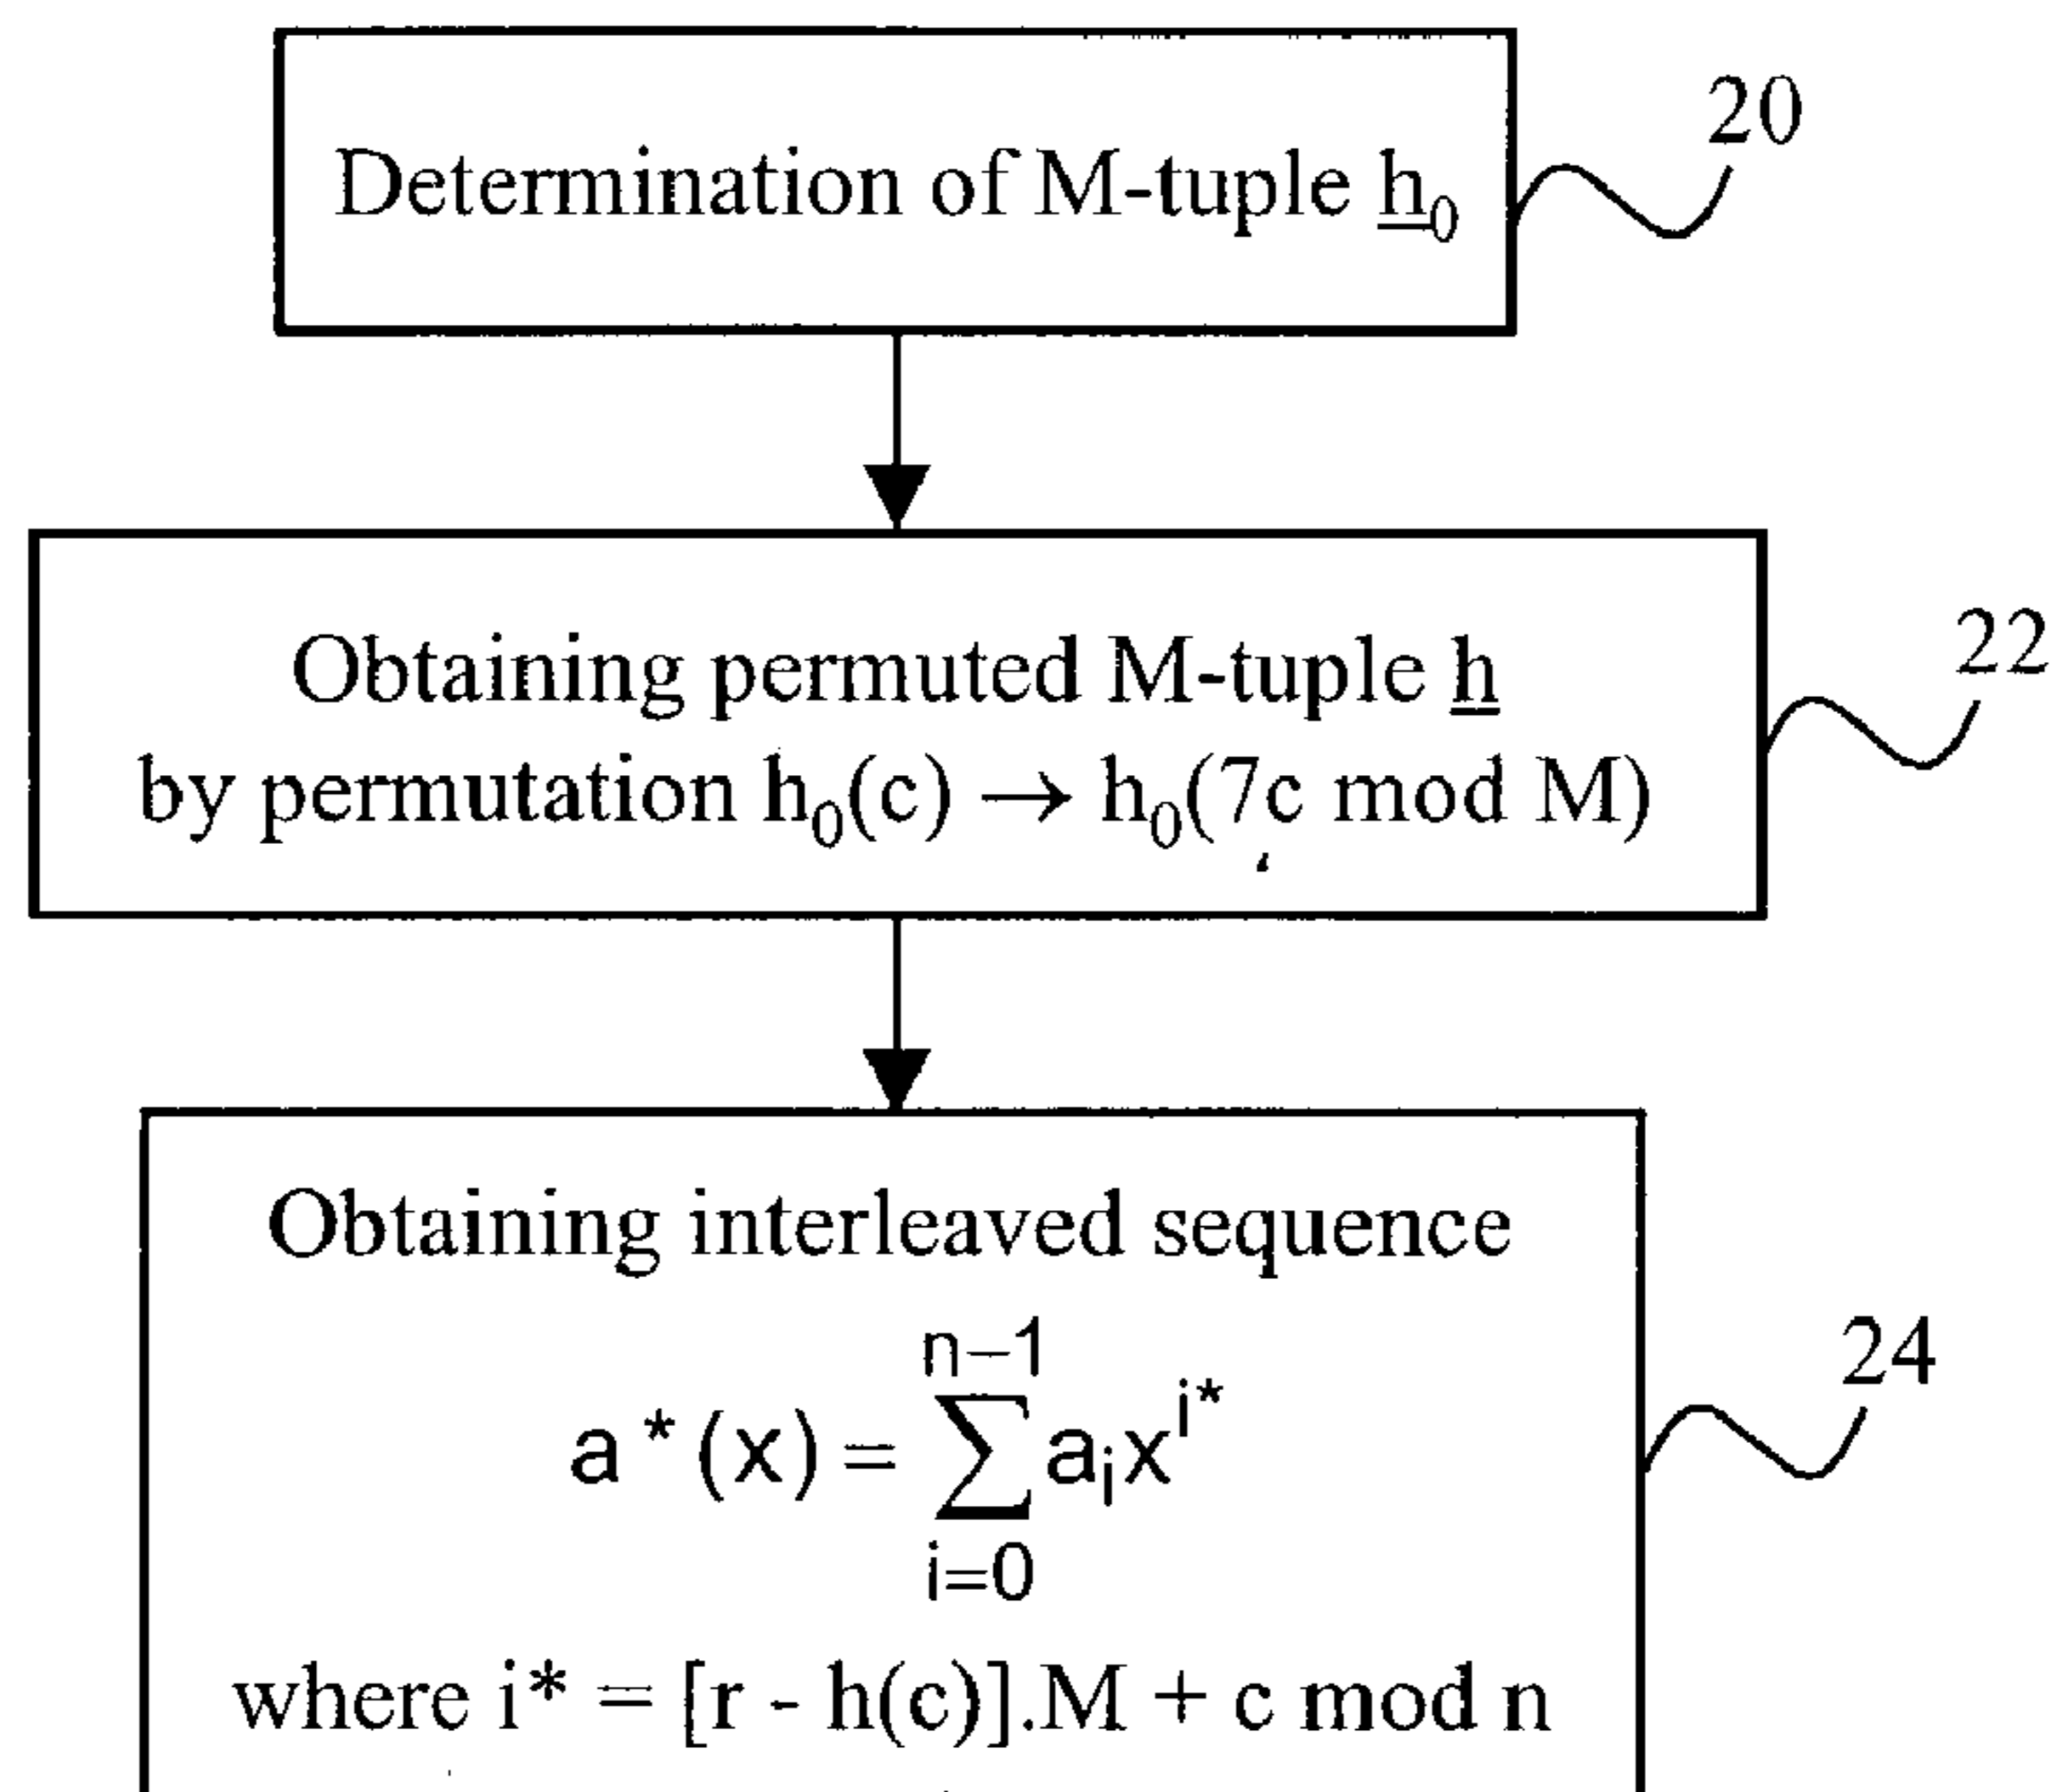 Determination of M-tuple h₀
20
Obtaining permuted M-tuple h
by permutation h₀(c) → h₀(7c mod M)
22
Obtaining interleaved sequence
n–1
a*(x) = ∑ aᵢxⁱ*
i=0
24
where i* = [r - h(c)].M + c mod n